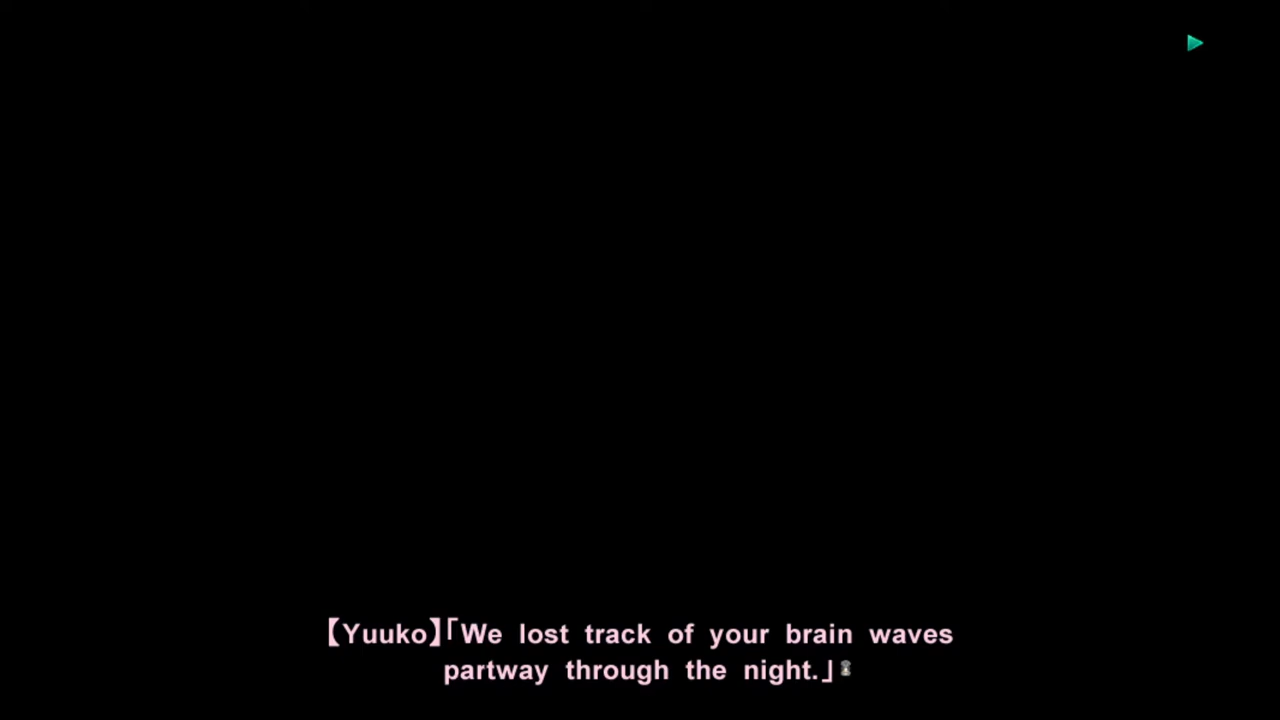 【Yuuko】「We lost track of your brain waves
partway through the night.」